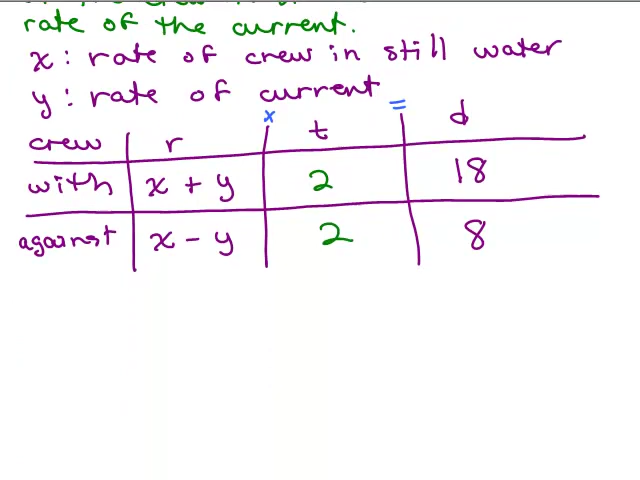 rate of the current.
x: rate of crew in still water
y: rate of current
crew r x t = d
with x + y 2 18
against x - y 2 8